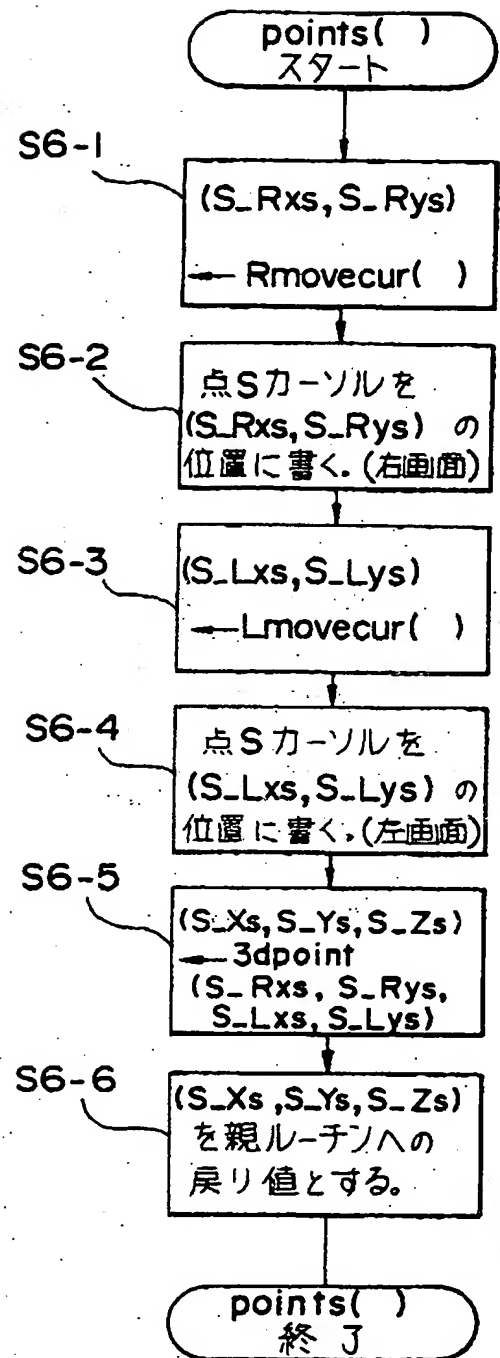 points( )
スタート
S6-1
(S_Rxs,S_Rys)
← Rmovecur( )
S6-2
点Sカーソルを
(S_Rxs,S_Rys) の
位置に書く.(右画面)
S6-3
(S_Lxs,S_Lys)
←Lmovecur( )
S6-4
点Sカーソルを
(S_Lxs,S_Lys) の
位置に書く.(左画面)
S6-5
(S_Xs,S_Ys,S_Zs)
← 3dpoint
(S_Rxs, S_Rys,
S_Lxs,S_Lys)
S6-6
(S_Xs,S_Ys,S_Zs)
を親ルーチンへの
戻り値とする。
points( )
終了